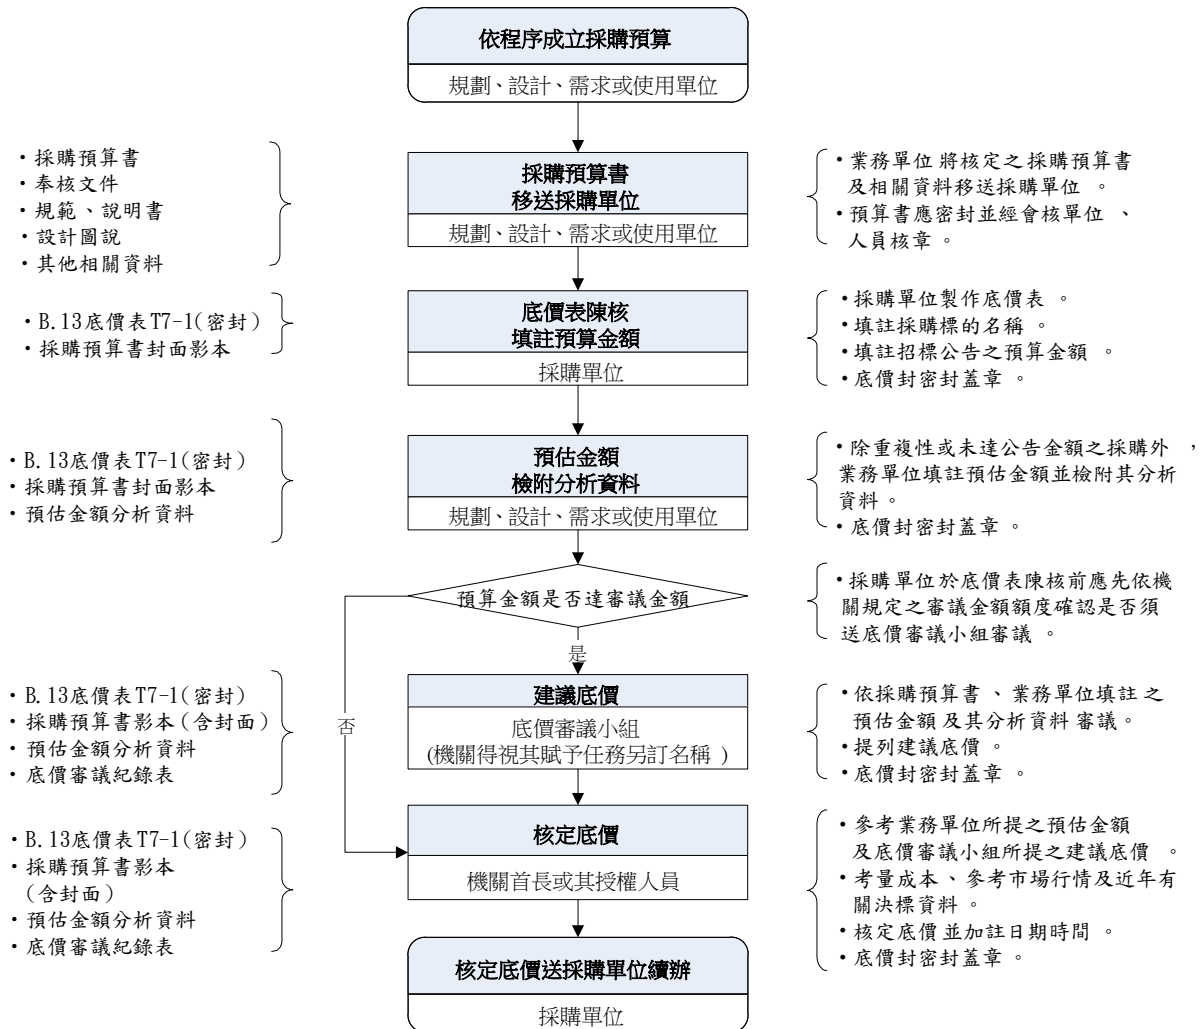 依程序成立採購預算
規劃、設計、需求或使用單位
・採購預算書
・奉核文件
・規范、說明書
・設計圖說
・其他相關資料
採購預算書
移送採購單位
規劃、設計、需求或使用單位
・業務單位將核定之採購預算書
及相關資料移送採購單位。
・預算書應密封並經會核單位、
人員核章。
・B.13底價表T7-1(密封)
・採購預算書封面影本
底價表陳核
填註預算金額
採購單位
・採購單位製作底價表。
・填註採購標的名稱。
・填註招標公告之預算金額。
・底價封密封蓋章。
・B.13底價表T7-1(密封)
・採購預算書封面影本
・預估金額分析資料
預估金額
檢附分析資料
規劃、設計、需求或使用單位
・除重複性或未達公告金額之採購外，
業務單位填註預估金額並檢附其分析
資料。
・底價封密封蓋章。
預算金額是否達審議金額
・採購單位於底價表陳核前應先依機
關規定之審議金額額度確認是否須
送底價審議小組審議。
是
否
・B.13底價表T7-1(密封)
・採購預算書影本(含封面)
・預估金額分析資料
・底價審議紀錄表
建議底價
底價審議小組
(機關得視其賦予任務另訂名稱)
・依採購預算書、業務單位填註之
預估金額及其分析資料審議。
・提列建議底價。
・底價封密封蓋章。
・B.13底價表T7-1(密封)
・採購預算書影本
(含封面)
・預估金額分析資料
・底價審議紀錄表
核定底價
機關首長或其授權人員
・參考業務單位所提之預估金額
及底價審議小組所提之建議底價。
・考量成本、參考市場行情及近年有
關決標資料。
・核定底價並加註日期時間。
・底價封密封蓋章。
核定底價送採購單位續辦
採購單位